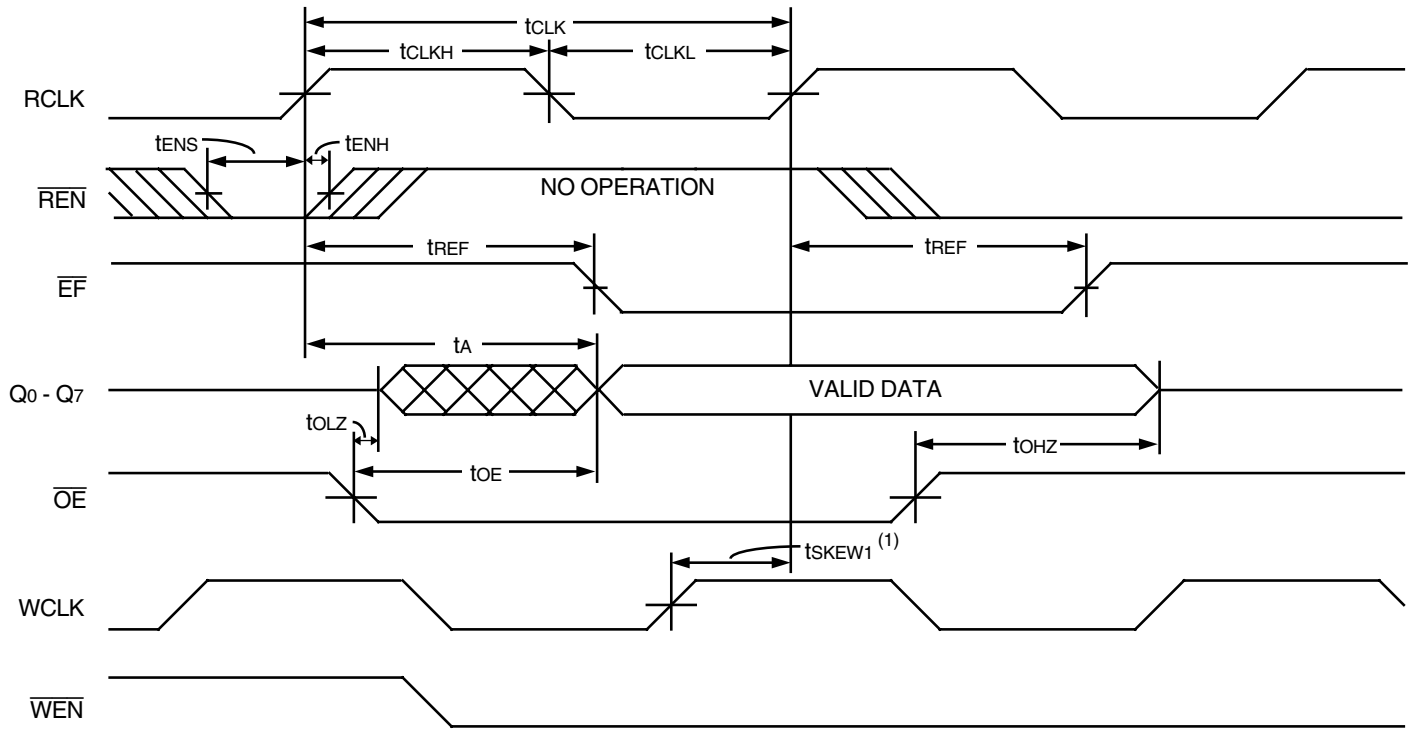 tCLK
tCLKH
tCLKL
RCLK
tENS
tENH
REN
NO OPERATION
tREF
tREF
EF
tA
Q0 - Q7
VALID DATA
tOLZ
tOE
tOHZ
OE
tSKEW1 (1)
WCLK
WEN